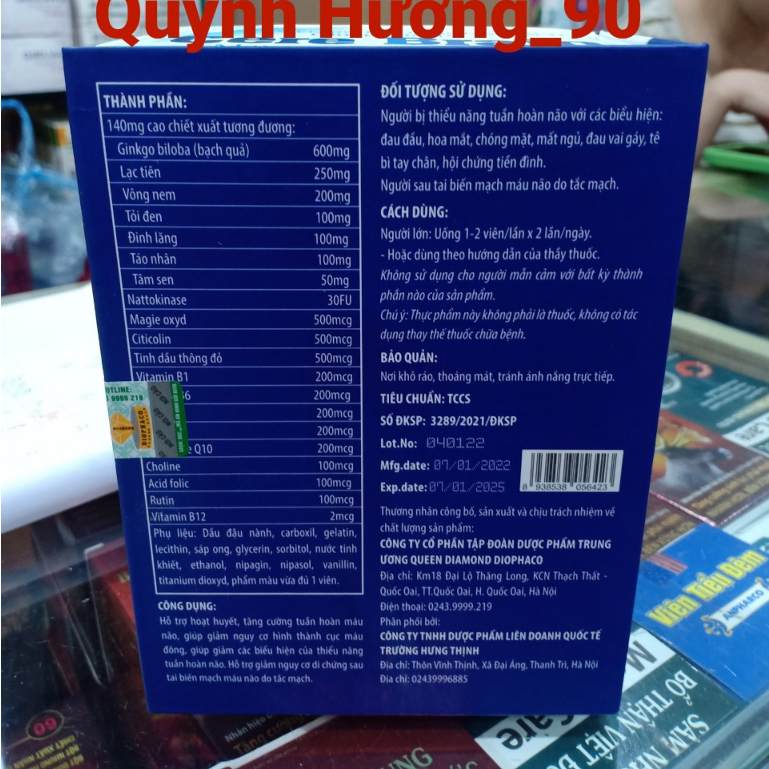 Quỳnh Hương_90
THÀNH PHẦN:
140mg cao chiết xuất tương đương:
Ginkgo biloba (bạch quả) 600mg
Lạc tiên 250mg
Vông nem 200mg
Tỏi đen 100mg
Đinh lăng 100mg
Táo nhân 100mg
Tâm sen 50mg
Nattokinase 30FU
Magie oxyd 500mcg
Citicolin 500mcg
Tinh dầu thông đỏ 500mcg
Vitamin B1 200mcg
200mcg
200mcg
200mcg
Q10 200mcg
Choline 100mcg
Acid folic 100mcg
Rutin 100mcg
Vitamin B12 2mcg
Phụ liệu: Dầu đậu nành, carboxil, gelatin,
lecithin, sáp ong, glycerin, sorbitol, nước tinh
khiết, ethanol, nipagin, nipasol, vanillin,
titanium dioxyd, phẩm màu vừa đủ 1 viên.
CÔNG DỤNG:
Hỗ trợ hoạt huyết, tăng cường tuần hoàn máu
não, giúp giảm nguy cơ hình thành cục máu
đông, giúp giảm các biểu hiện của thiểu năng
tuần hoàn não. Hỗ trợ giảm nguy cơ di chứng sau
tai biến mạch máu não do tắc mạch.
ĐỐI TƯỢNG SỬ DỤNG:
Người bị thiểu năng tuần hoàn não với các biểu hiện:
đau đầu, hoa mắt, chóng mặt, mất ngủ, đau vai gáy, tê
bì tay chân, hội chứng tiền đình.
Người sau tai biến mạch máu não do tắc mạch.
CÁCH DÙNG:
Người lớn: Uống 1-2 viên/lần x 2 lần/ngày.
- Hoặc dùng theo hướng dẫn của thầy thuốc.
Không sử dụng cho người mẫn cảm với bất kỳ thành
phần nào của sản phẩm.
Chú ý: Thực phẩm này không phải là thuốc, không có tác
dụng thay thế thuốc chữa bệnh.
BẢO QUẢN:
Nơi khô ráo, thoáng mát, tránh ánh nắng trực tiếp.
TIÊU CHUẨN: TCCS
SỐ ĐKSP: 3289/2021/ĐKSP
Lot.No: 040122
Mfg.date: 07/01/2022
Exp.date: 07/01/2025
8 938538 056423
Thương nhân công bố, sản xuất và chịu trách nhiệm về
chất lượng sản phẩm:
CÔNG TY CỔ PHẦN TẬP ĐOÀN DƯỢC PHẨM TRUNG
ƯƠNG QUEEN DIAMOND DIOPHACO
Địa chỉ: Km18 Đại Lộ Thăng Long, KCN Thạch Thất -
Quốc Oai, TT.Quốc Oai, H. Quốc Oai, Hà Nội
Điện thoại: 0243.9999.219
Phân phối bởi:
CÔNG TY TNHH DƯỢC PHẨM LIÊN DOANH QUỐC TẾ
TRƯỜNG HƯNG THỊNH
Địa chỉ: Thôn Vĩnh Thịnh, Xã Đại Áng, Thanh Trì, Hà Nội
Địa chỉ: 02439996885
DIOPHACO
Viên Tiểu Đêm
ANPHARCO
BỔ THẬN VIỆT
Care
60